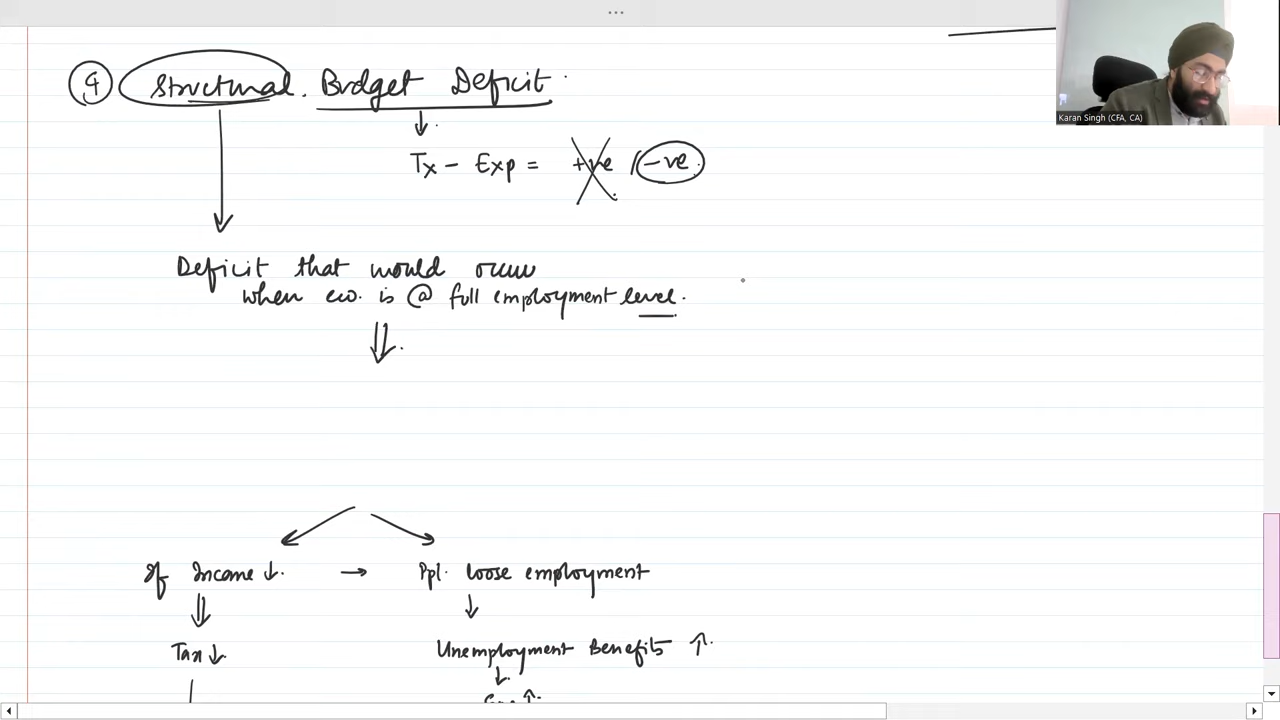 Karan Singh (CFA, CA)
④ Structural. Budget Deficit.
Tx - Exp = +ve / -ve.
Deficit that would occur
when eco. is @ full employment level.
If Income ↓. → Ppl. loose employment
Tax ↓ Unemployment Benefits ↑.